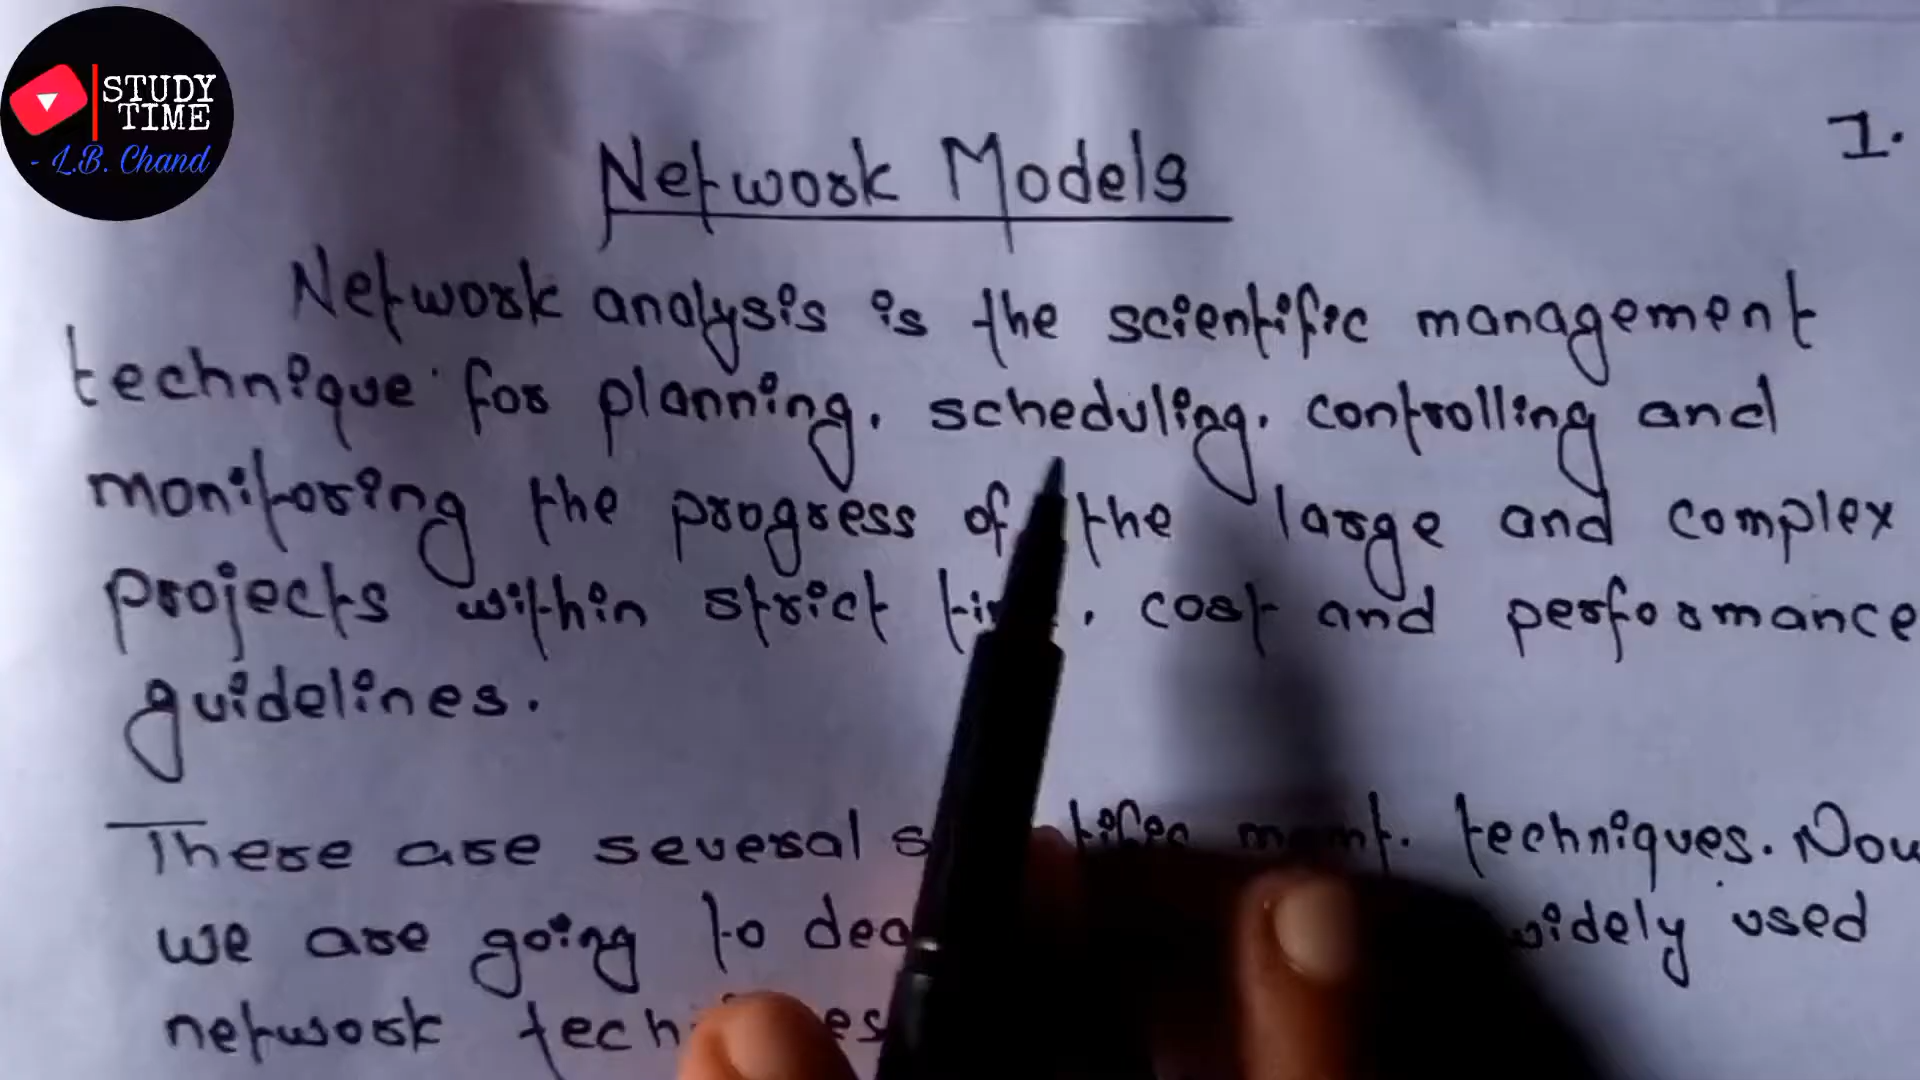 STUDY
TIME
- L.B. Chand
1.
Network Models
Network analysis is the scientific management
technique for planning, scheduling, controlling and
monitoring the progress of the large and complex
projects within strict , cost and performance
guidelines.
There are several mgmt. techniques. Now
we are going to widely used
network